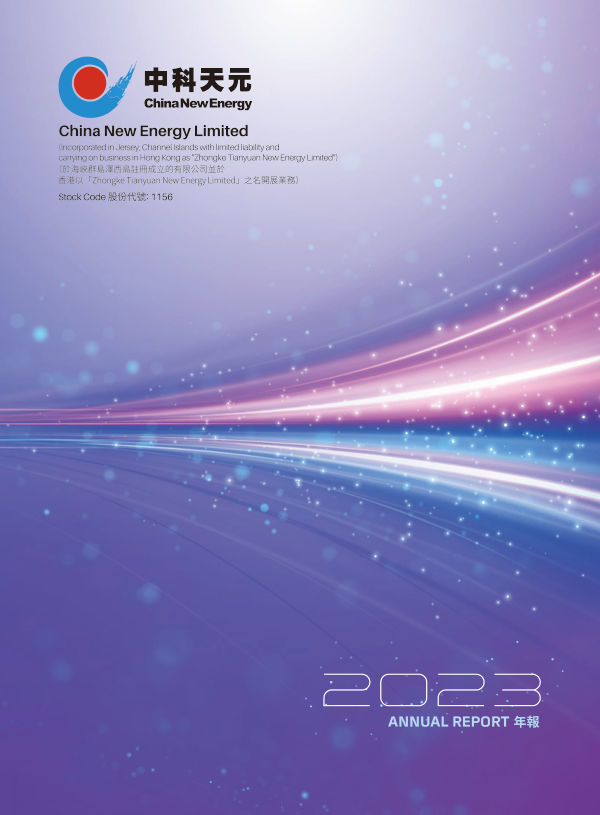 中科天元
China New Energy
China New Energy Limited
(Incorporated in Jersey, Channel Islands with limited liability and
carrying on business in Hong Kong as "Zhongke Tianyuan New Energy Limited")
(於海峽群島澤西島註冊成立的有限公司並於
香港以「Zhongke Tianyuan New Energy Limited」之名開展業務)
Stock Code 股份代號: 1156
2023
ANNUAL REPORT 年報